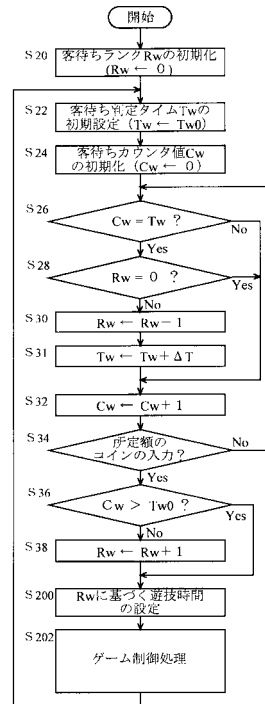 開始
S20
客待ちランクRwの初期化
(Rw ← 0)
S22
客待ち判定タイムTwの
初期設定(Tw ← Tw0)
S24
客待ちカウンタ値Cw
の初期化(Cw ← 0)
S26
Cw = Tw ?
No
Yes
S28
Rw = 0 ?
Yes
No
S30
Rw ← Rw－1
S31
Tw ← Tw＋ΔT
S32
Cw ← Cw＋1
S34
所定額の
コインの入力?
No
Yes
S36
Cw > Tw0 ?
Yes
No
S38
Rw ← Rw＋1
S200
Rwに基づく遊技時間
の設定
S202
ゲーム制御処理